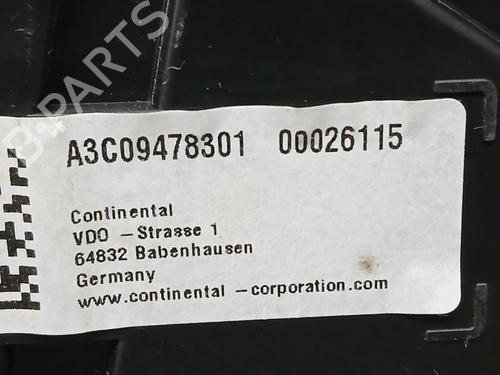 A3C09478301 00026115
Continental
VDO -Strasse 1
64832 Babenhausen
Germany
www.continental -corporation.com
B-PARTS